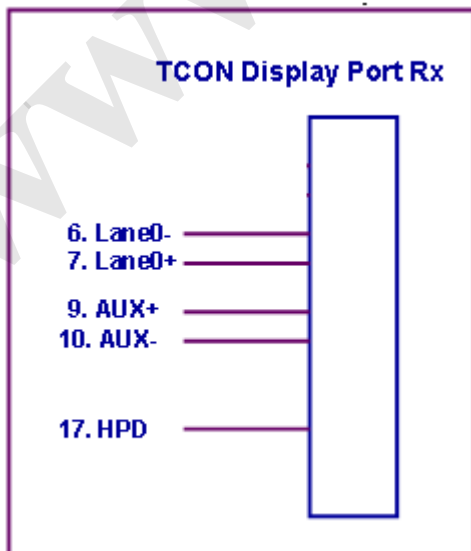 TCON Display Port Rx
6. Lane0-
7. Lane0+
9. AUX+
10. AUX-
17. HPD